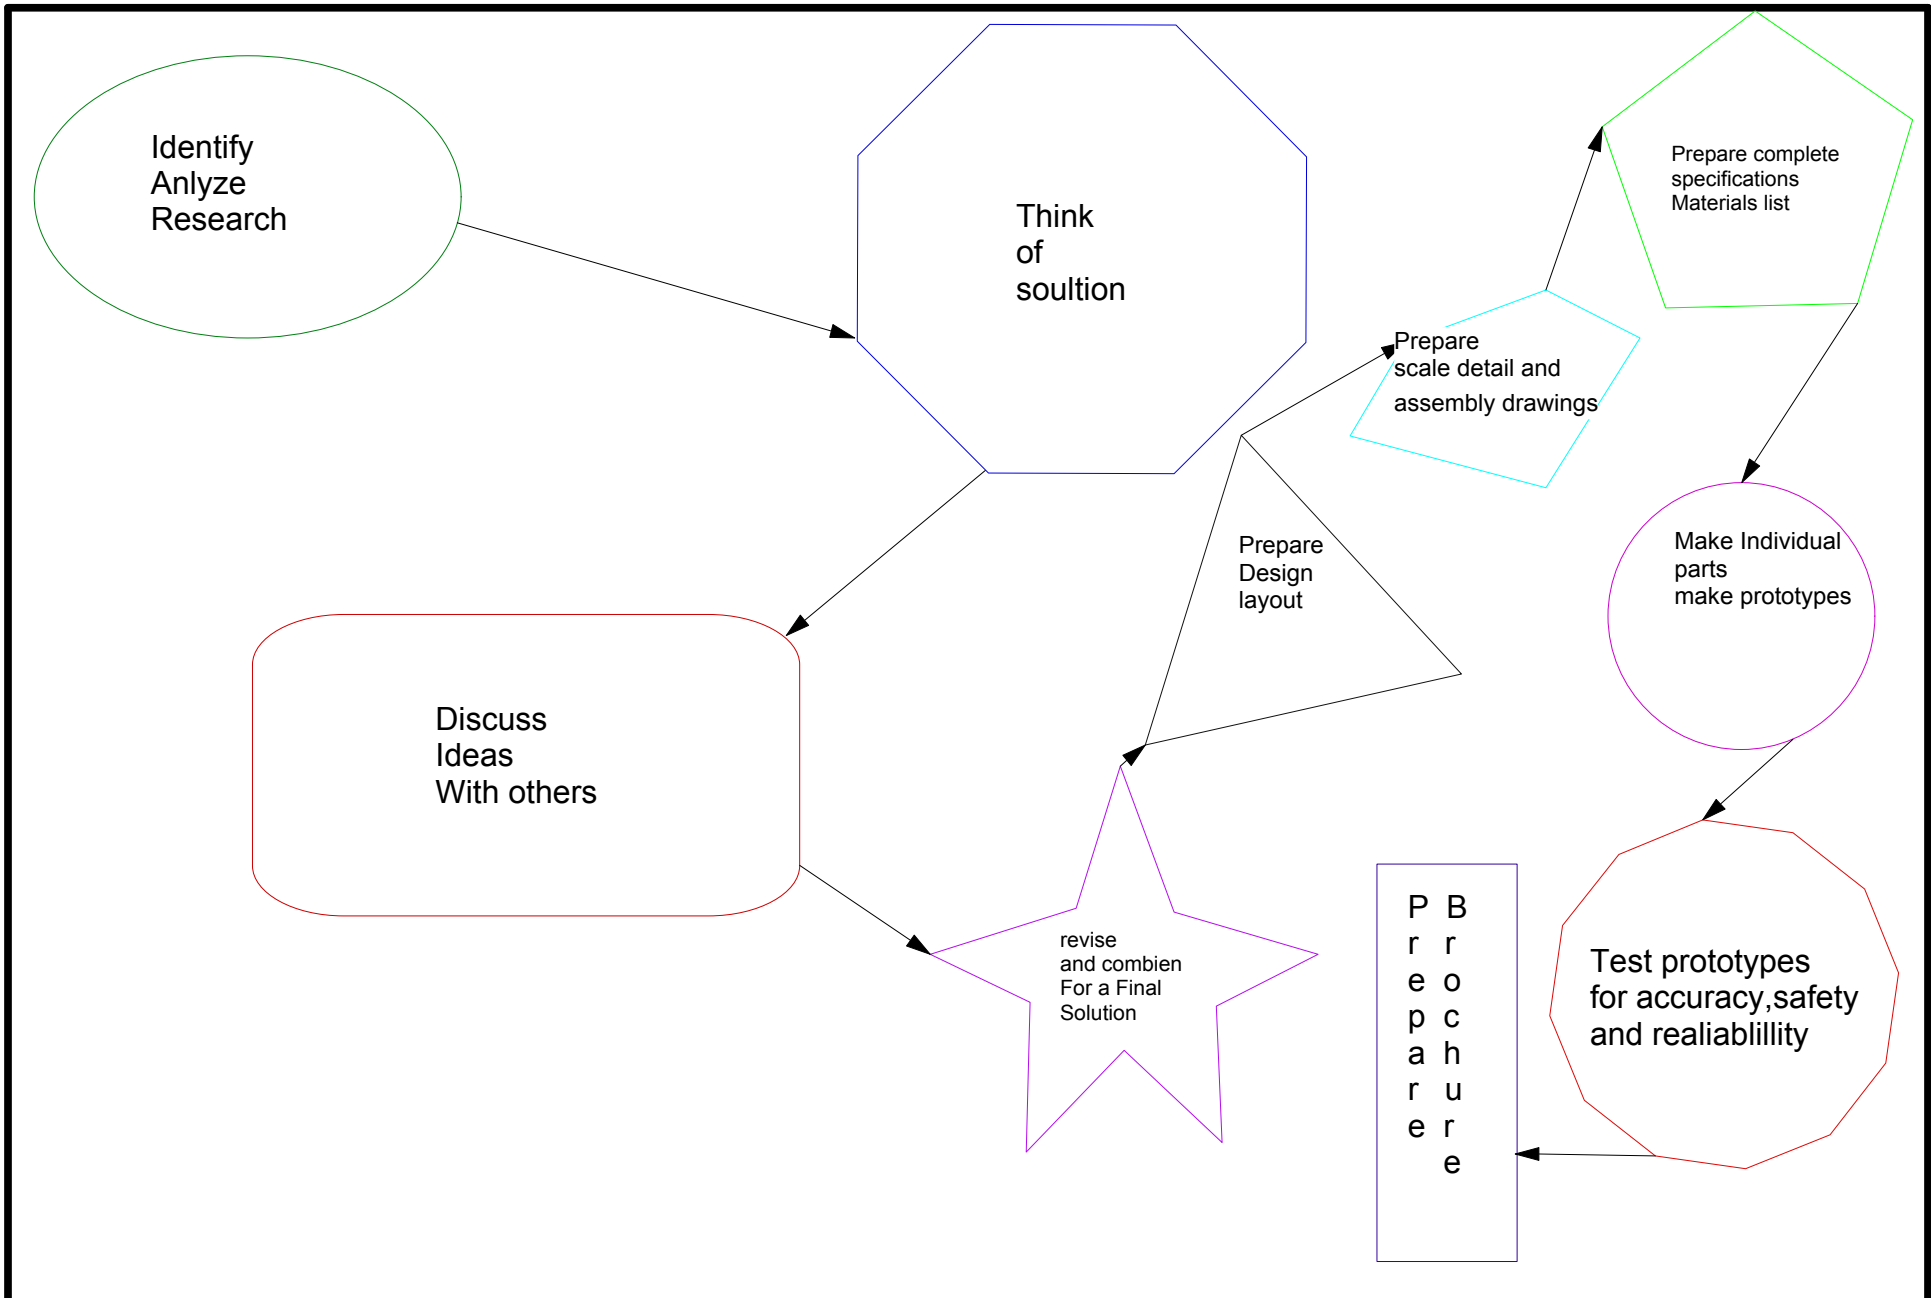 Identify
Anlyze
Research
Think
of
soultion
Discuss
Ideas
With others
revise
and combien
For a Final
Solution
Prepare
Design
layout
Prepare
scale detail and
assembly drawings
Prepare complete
specifications
Materials list
Make Individual
parts
make prototypes
Test prototypes
for accuracy,safety
and realiablillity
Prepare
Brochure